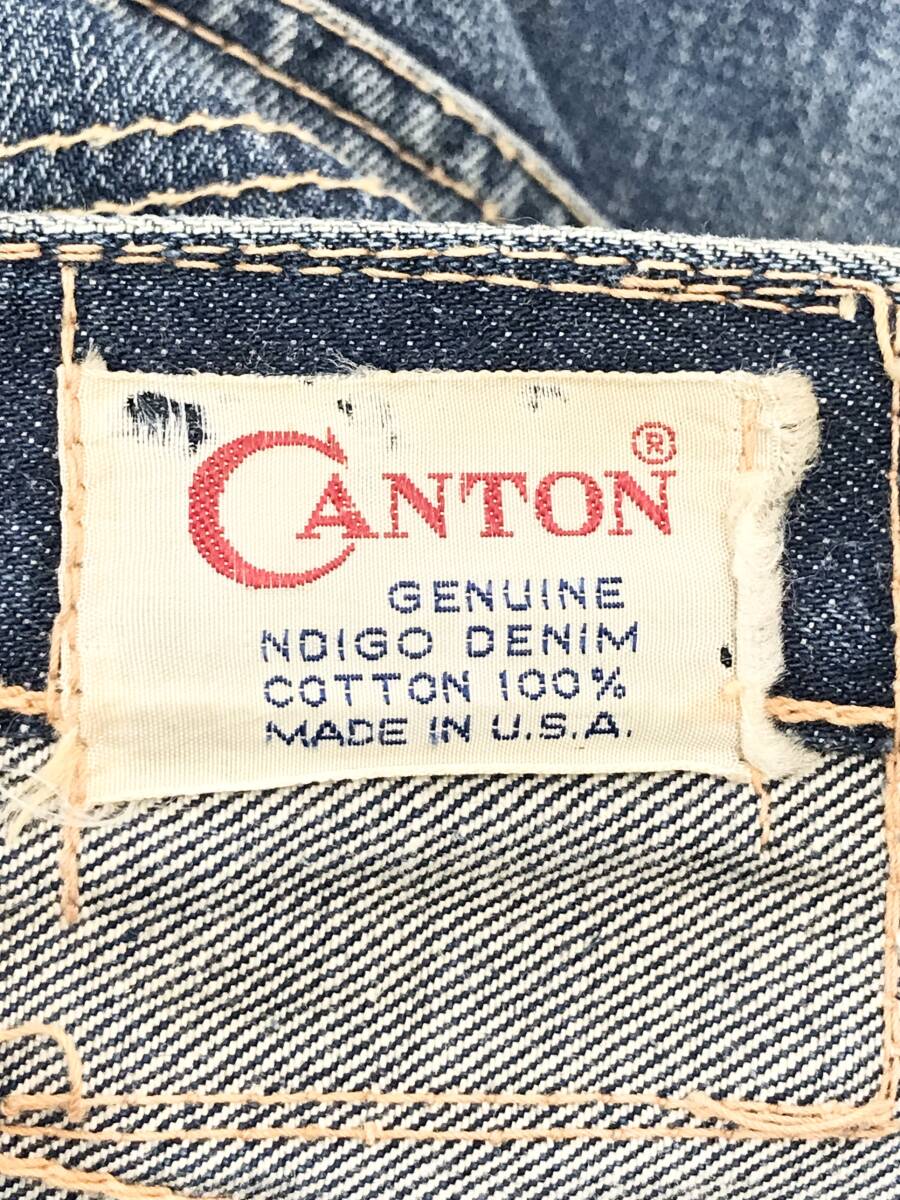 CANTON®
GENUINE
NDIGO DENIM
COTTON 100%
MADE IN U.S.A.